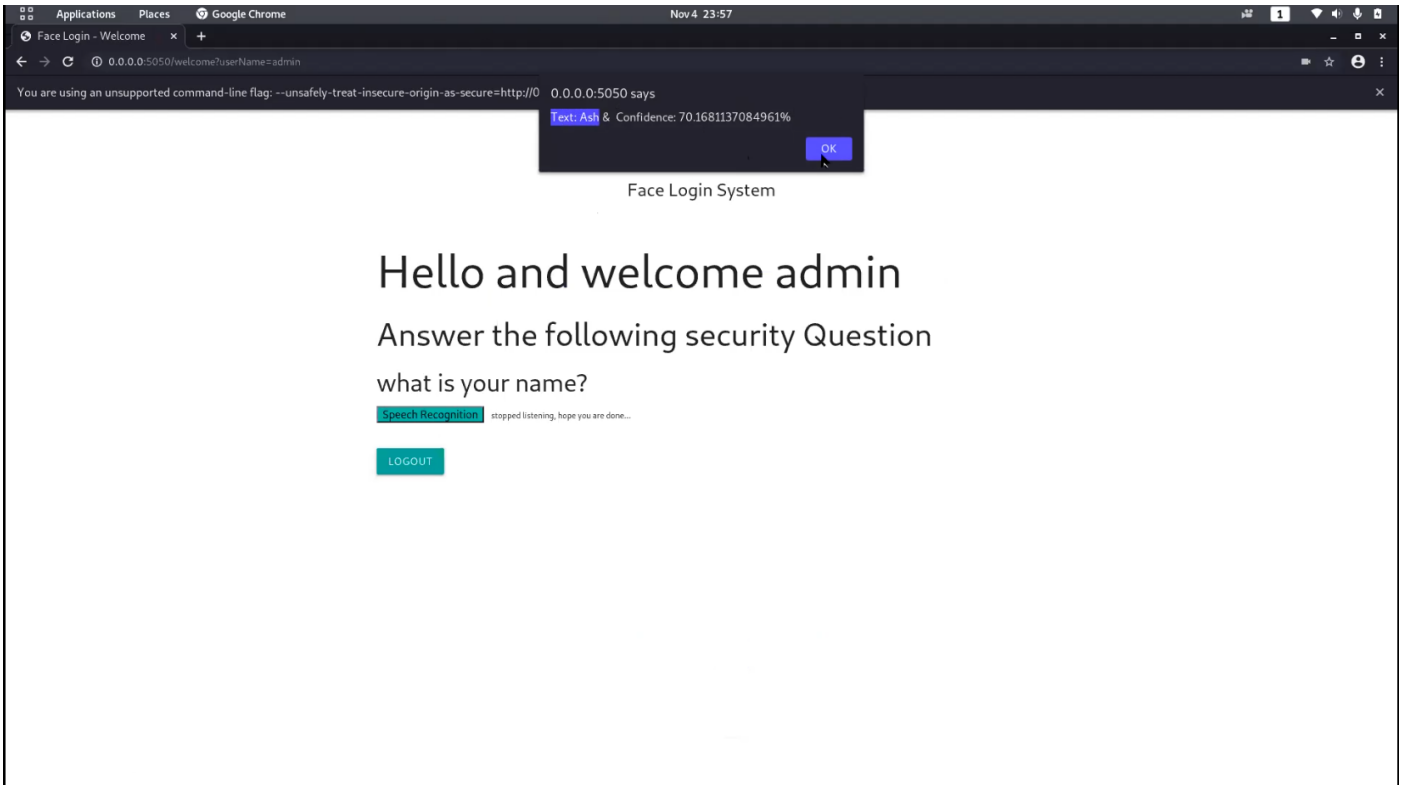 Applications Places Google Chrome Nov 4 23:57 1
Face Login - Welcome × +
0.0.0.0:5050/welcome?userName=admin
You are using an unsupported command-line flag: --unsafely-treat-insecure-origin-as-secure=http://0
0.0.0.0:5050 says
Text: Ash & Confidence: 70.1681137084961%
OK
Face Login System
Hello and welcome admin
Answer the following security Question
what is your name?
Speech Recognition stopped listening, hope you are done...
LOGOUT